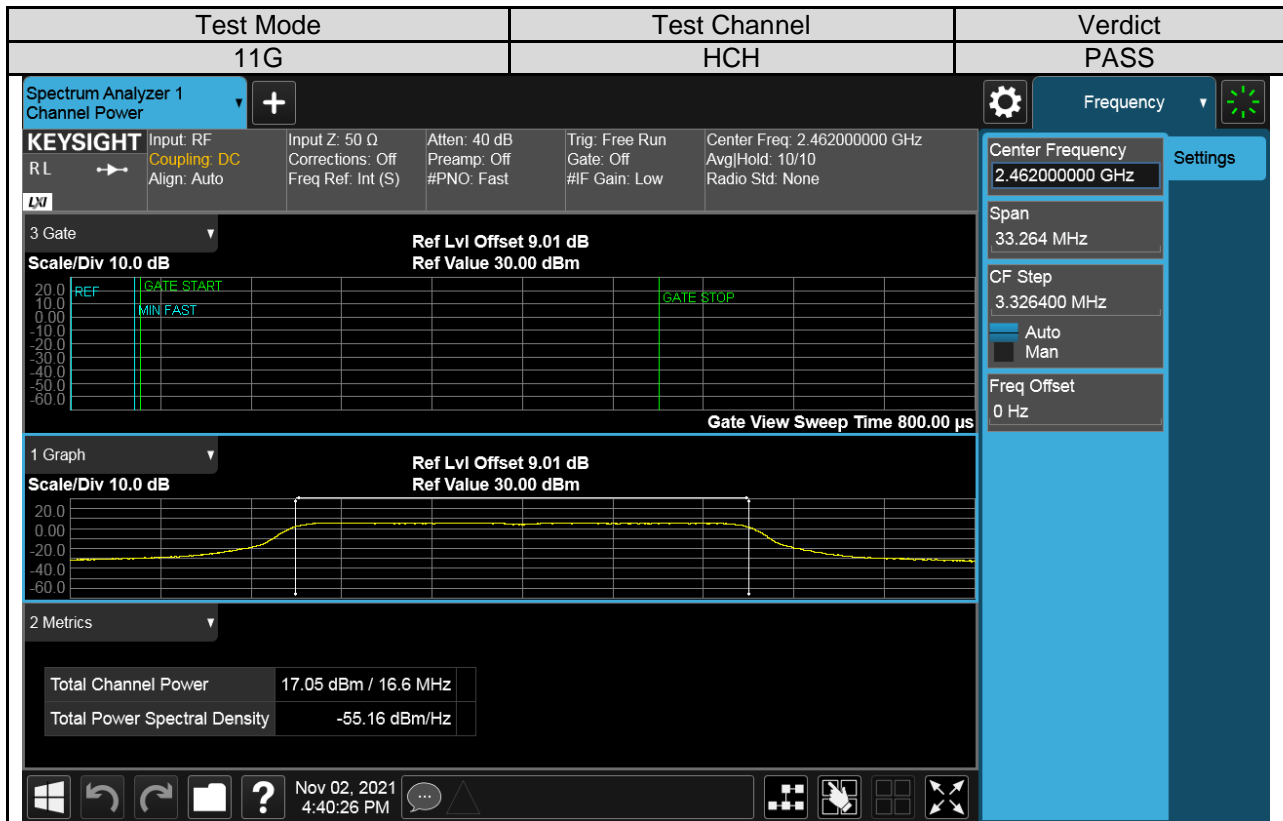 Test Mode Test Channel Verdict
11G HCH PASS
Spectrum Analyzer 1
Channel Power
+
Frequency
KEYSIGHT
RL
LXI
Input: RF
Coupling: DC
Align: Auto
Input Z: 50 Ω
Corrections: Off
Freq Ref: Int (S)
Atten: 40 dB
Preamp: Off
#PNO: Fast
Trig: Free Run
Gate: Off
#IF Gain: Low
Center Freq: 2.462000000 GHz
Avg|Hold: 10/10
Radio Std: None
Center Frequency
2.462000000 GHz
Settings
Span
33.264 MHz
CF Step
3.326400 MHz
Auto
Man
Freq Offset
0 Hz
3 Gate
Ref Lvl Offset 9.01 dB
Scale/Div 10.0 dB
Ref Value 30.00 dBm
20.0
10.0
0.00
-10.0
-20.0
-30.0
-40.0
-50.0
-60.0
REF
GATE START
MIN FAST
GATE STOP
Gate View Sweep Time 800.00 µs
1 Graph
Ref Lvl Offset 9.01 dB
Scale/Div 10.0 dB
Ref Value 30.00 dBm
20.0
0.00
-20.0
-40.0
-60.0
2 Metrics
Total Channel Power 17.05 dBm / 16.6 MHz
Total Power Spectral Density -55.16 dBm/Hz
?
Nov 02, 2021
4:40:26 PM